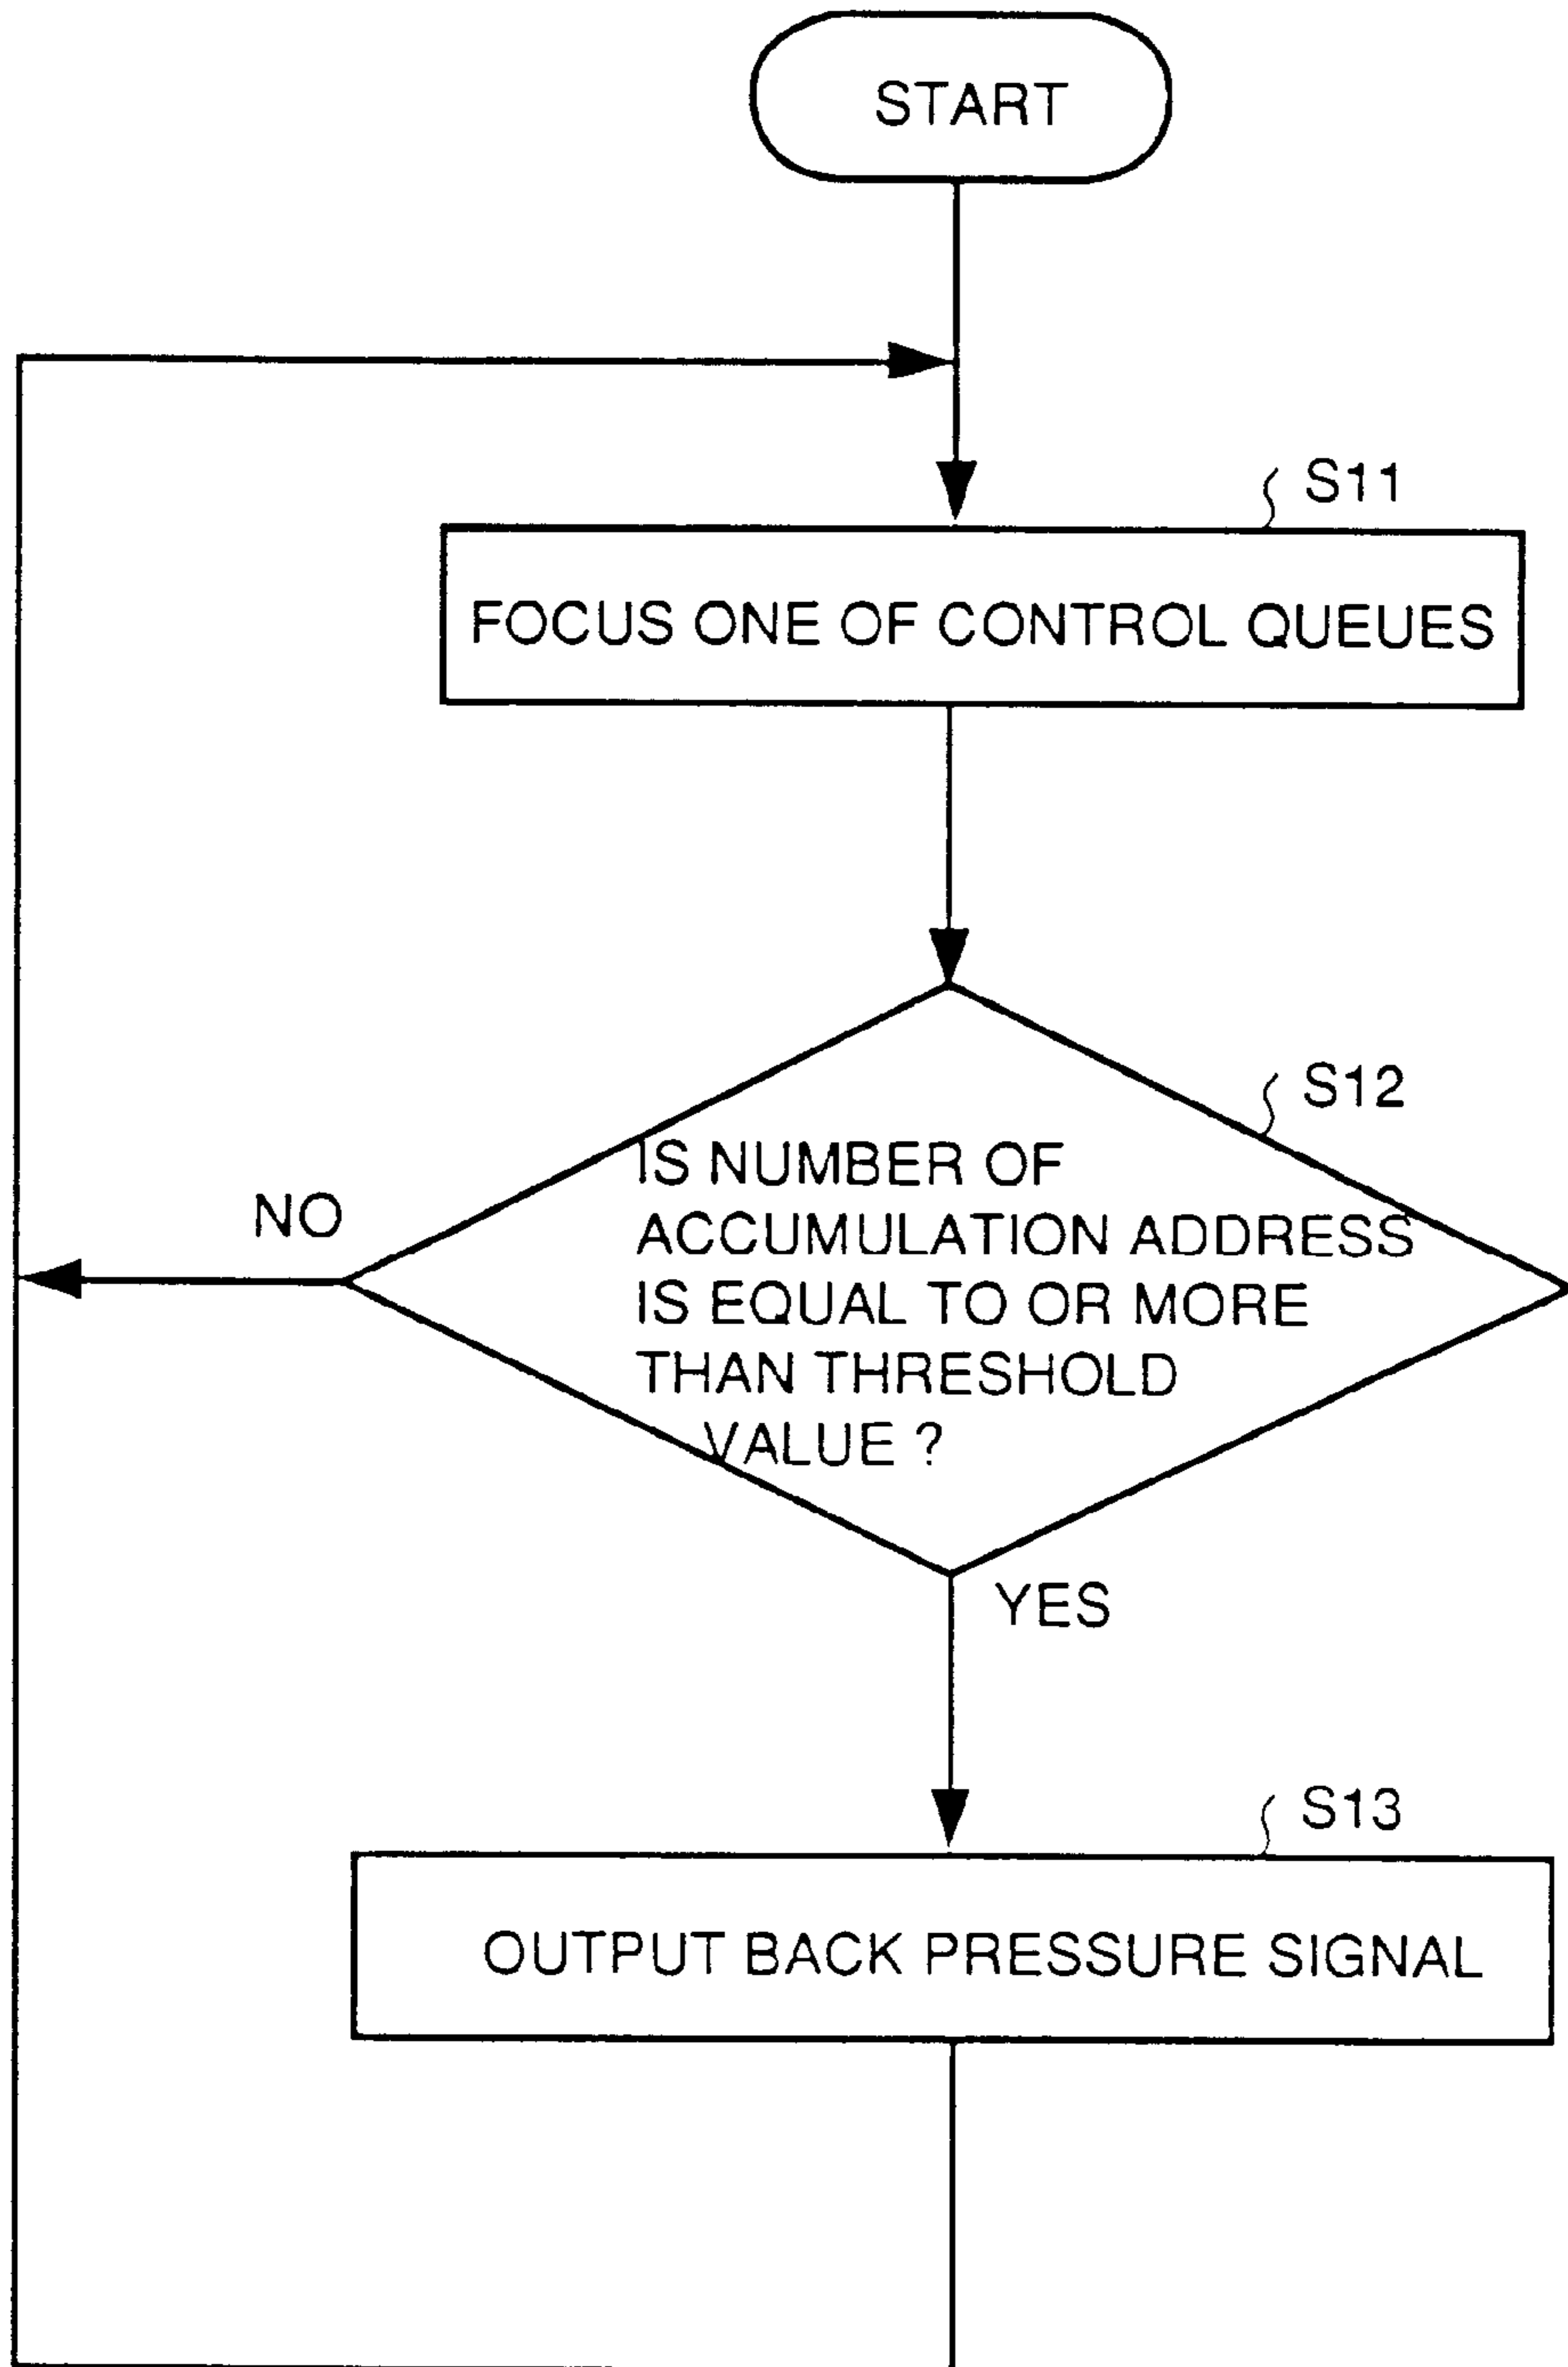 START
S11
FOCUS ONE OF CONTROL QUEUES
S12
IS NUMBER OF
ACCUMULATION ADDRESS
IS EQUAL TO OR MORE
THAN THRESHOLD
VALUE ?
NO
YES
S13
OUTPUT BACK PRESSURE SIGNAL